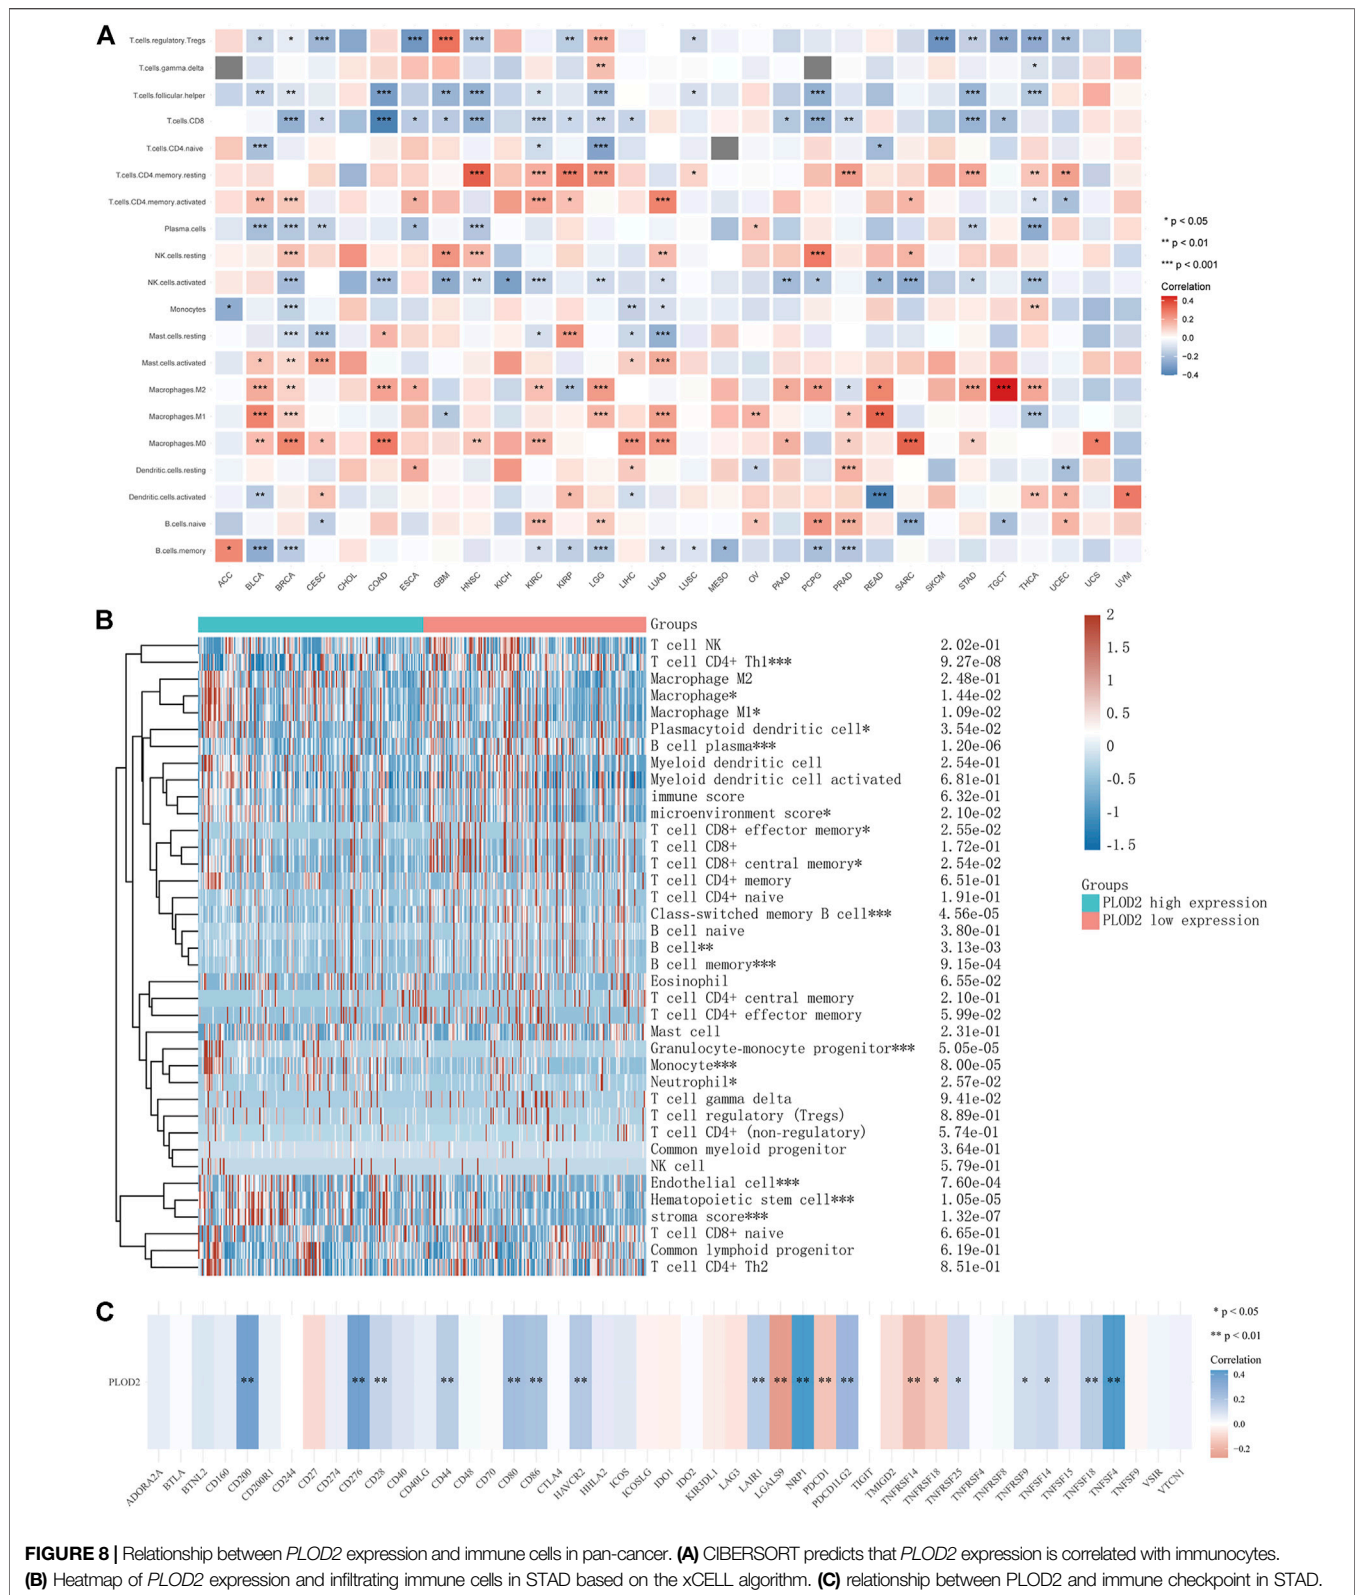 A
T.cells.regulatory.Tregs * * *** *** *** *** ** *** * *** ** ** *** **
T.cells.gamma.delta ** *
T.cells.follicular.helper ** ** *** ** *** * *** * *** *** ***
T.cells.CD8 *** * *** * * *** *** * ** * * *** ** *** *
T.cells.CD4.naive *** * *** *
T.cells.CD4.memory.resting *** *** *** *** * *** *** ** **
T.cells.CD4.memory.activated ** *** * *** * *** * * *
Plasma.cells *** *** ** * *** * ** ***
NK.cells.resting *** ** *** ** *** *
NK.cells.activated *** *** ** ** * *** ** * ** * * *** * ***
Monocytes * *** ** * **
Mast.cells.resting *** *** * * *** * ***
Mast.cells.activated * ** *** * ***
Macrophages.M2 *** ** *** * ** ** *** * ** * * *** *** ***
Macrophages.M1 *** *** * *** *** ** * ** ***
Macrophages.M0 ** *** * *** ** *** *** *** * * *** * *
Dendritic.cells.resting * * * *** **
Dendritic.cells.activated ** * * * *** ** * *
B.cells.naive * *** ** * ** *** *** * *
B.cells.memory * *** *** * * *** * * * ** ***
ACC BLCA BRCA CESC CHOL COAD ESCA GBM HNSC KICH KIRC KIRP LGG LIHC LUAD LUSC MESO OV PAAD PCPG PRAD READ SARC SKCM STAD TGCT THCA UCEC UCS UVM
* p < 0.05
** p < 0.01
*** p < 0.001
Correlation
0.4
0.2
0.0
−0.2
−0.4
B
Groups
T cell NK 2.02e-01
T cell CD4+ Th1*** 9.27e-08
Macrophage M2 2.48e-01
Macrophage* 1.44e-02
Macrophage M1* 1.09e-02
Plasmacytoid dendritic cell* 3.54e-02
B cell plasma*** 1.20e-06
Myeloid dendritic cell 2.54e-01
Myeloid dendritic cell activated 6.81e-01
immune score 6.32e-01
microenvironment score* 2.10e-02
T cell CD8+ effector memory* 2.55e-02
T cell CD8+ 1.72e-01
T cell CD8+ central memory* 2.54e-02
T cell CD4+ memory 6.51e-01
T cell CD4+ naive 1.91e-01
Class-switched memory B cell*** 4.56e-05
B cell naive 3.80e-01
B cell** 3.13e-03
B cell memory*** 9.15e-04
Eosinophil 6.55e-02
T cell CD4+ central memory 2.10e-01
T cell CD4+ effector memory 5.99e-02
Mast cell 2.31e-01
Granulocyte-monocyte progenitor*** 5.05e-05
Monocyte*** 8.00e-05
Neutrophil* 2.57e-02
T cell gamma delta 9.41e-02
T cell regulatory (Tregs) 8.89e-01
T cell CD4+ (non-regulatory) 5.74e-01
Common myeloid progenitor 3.64e-01
NK cell 5.79e-01
Endothelial cell*** 7.60e-04
Hematopoietic stem cell*** 1.05e-05
stroma score*** 1.32e-07
T cell CD8+ naive 6.65e-01
Common lymphoid progenitor 6.19e-01
T cell CD4+ Th2 8.51e-01
2
1.5
1
0.5
0
-0.5
-1
-1.5
Groups
PLOD2 high expression
PLOD2 low expression
C
PLOD2 ** ** ** ** ** ** ** ** ** ** ** ** ** * * * * ** **
ADORA2A BTLA BTNL2 CD160 CD200 CD200R1 CD244 CD27 CD274 CD276 CD28 CD40 CD40LG CD44 CD48 CD70 CD80 CD86 CTLA4 HAVCR2 HHLA2 ICOS ICOSLG IDO1 IDO2 KIR3DL1 LAG3 LAIR1 LGALS9 NRP1 PDCD1 PDCD1LG2 TIGIT TMIGD2 TNFRSF14 TNFRSF18 TNFRSF25 TNFRSF4 TNFRSF8 TNFRSF9 TNFSF14 TNFSF15 TNFSF18 TNFSF4 TNFSF9 VSIR VTCN1
* p < 0.05
** p < 0.01
Correlation
0.4
0.2
0.0
−0.2
FIGURE 8 | Relationship between PLOD2 expression and immune cells in pan-cancer. (A) CIBERSORT predicts that PLOD2 expression is correlated with immunocytes.
(B) Heatmap of PLOD2 expression and infiltrating immune cells in STAD based on the xCELL algorithm. (C) relationship between PLOD2 and immune checkpoint in STAD.